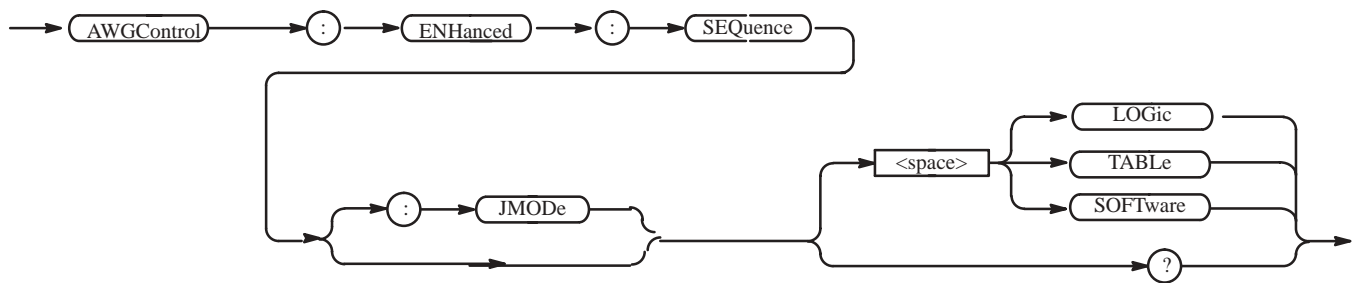 AWGControl : ENHanced : SEQuence
: JMODe
<space>
LOGic
TABLe
SOFTware
?